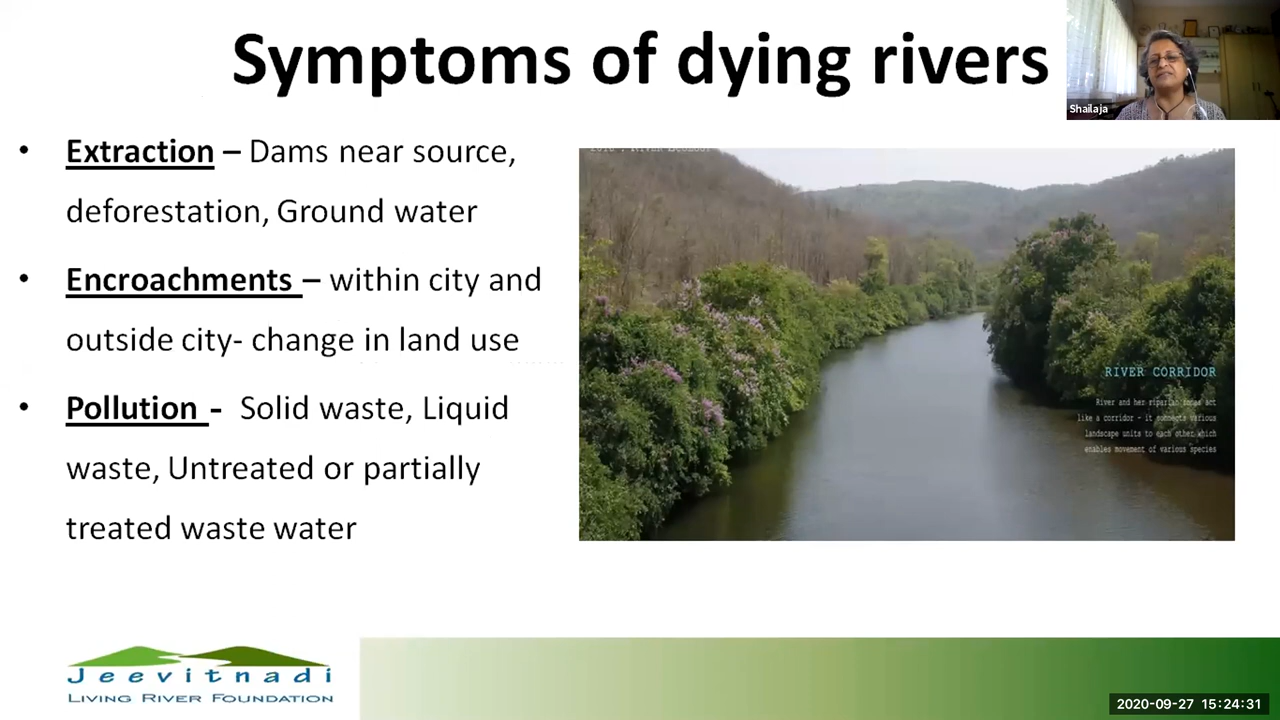 Symptoms of dying rivers
Shailaja
• Extraction – Dams near source,
deforestation, Ground water
• Encroachments – within city and
outside city- change in land use
• Pollution - Solid waste, Liquid
waste, Untreated or partially
treated waste water
RIVER CORRIDOR
River and her riparian zones act
like a corridor - it connects various
landscape units to each other which
enables movement of various species
Jeevitnadi
LIVING RIVER FOUNDATION
2020-09-27 15:24:31